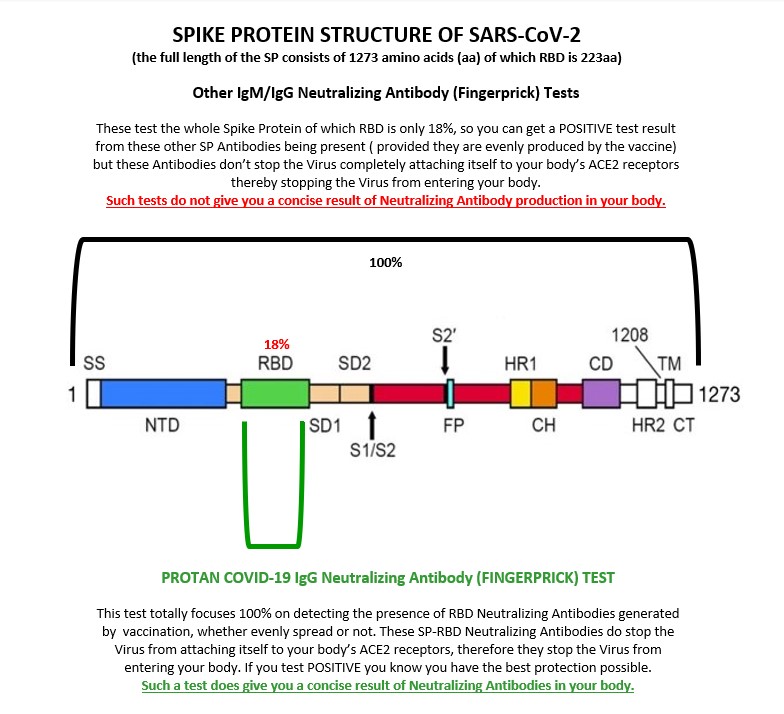 SPIKE PROTEIN STRUCTURE OF SARS-CoV-2
(the full length of the SP consists of 1273 amino acids (aa) of which RBD is 223aa)
Other IgM/IgG Neutralizing Antibody (Fingerprick) Tests
These test the whole Spike Protein of which RBD is only 18%, so you can get a POSITIVE test result
from these other SP Antibodies being present ( provided they are evenly produced by the vaccine)
but these Antibodies don't stop the Virus completely attaching itself to your body's ACE2 receptors
thereby stopping the Virus from entering your body.
Such tests do not give you a concise result of Neutralizing Antibody production in your body.
100%
S2' 1208
18%
SS RBD SD2 HR1 CD TM
1 1273
NTD SD1 FP CH HR2 CT
S1/S2
PROTAN COVID-19 IgG Neutralizing Antibody (FINGERPRICK) TEST
This test totally focuses 100% on detecting the presence of RBD Neutralizing Antibodies generated
by vaccination, whether evenly spread or not. These SP-RBD Neutralizing Antibodies do stop the
Virus from attaching itself to your body's ACE2 receptors, therefore they stop the Virus from
entering your body. If you test POSITIVE you know you have the best protection possible.
Such a test does give you a concise result of Neutralizing Antibodies in your body.